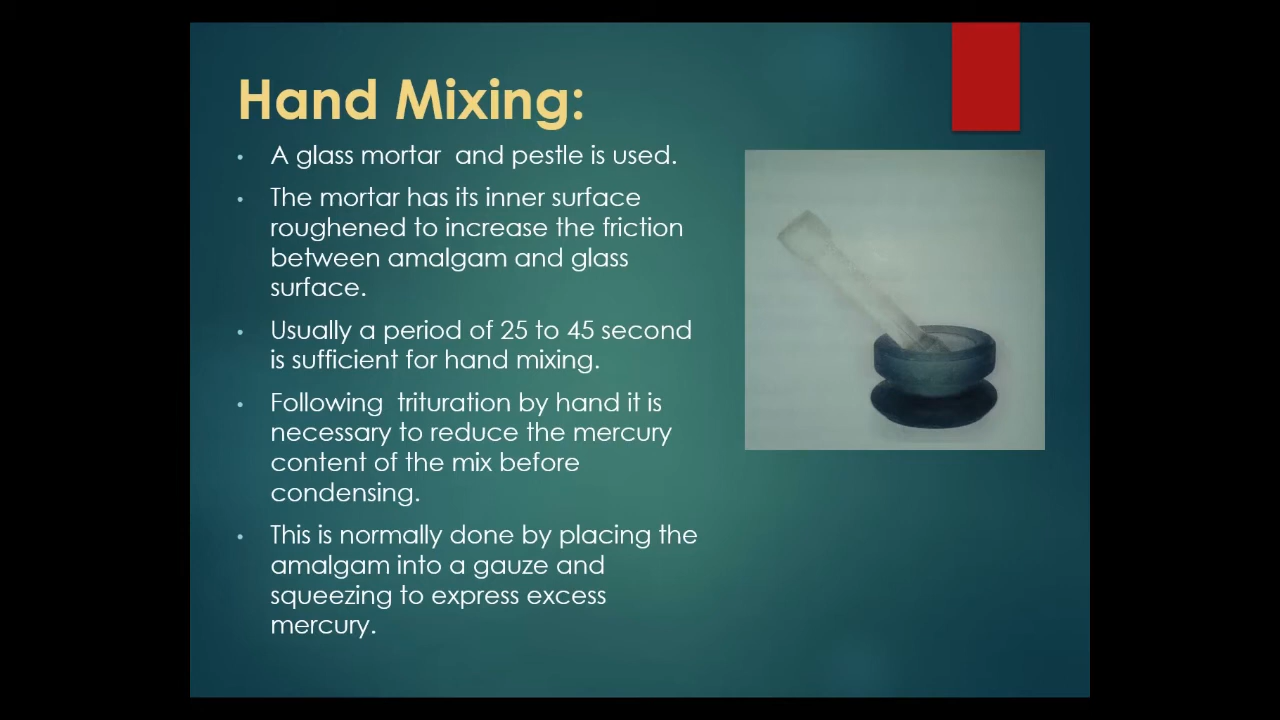 Hand Mixing:
• A glass mortar  and pestle is used.
• The mortar has its inner surface
roughened to increase the friction
between amalgam and glass
surface.
• Usually a period of 25 to 45 second
is sufficient for hand mixing.
• Following  trituration by hand it is
necessary to reduce the mercury
content of the mix before
condensing.
• This is normally done by placing the
amalgam into a gauze and
squeezing to express excess
mercury.